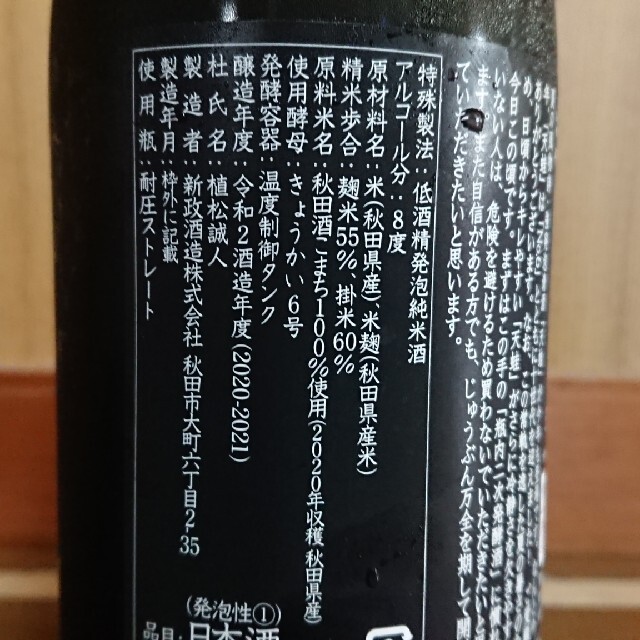 今日この頃です。まずはこの手の「瓶内二次発酵酒」に
いない人は、危険を避けるため買わないでいただきたい
ます。また自信がある方でも、じゅうぶん万全を期して開
ていただきたいと思います。
特殊製法：低酒精発泡純米酒
アルコール分：8度
原材料名：米(秋田県産)、米麹(秋田県産米)
精米歩合：麹米55%、掛米60%
原料米名：秋田酒こまち100%使用(2020年収穫 秋田県産)
使用酵母：きょうかい6号
発酵容器：温度制御タンク
醸造年度：令和2酒造年度(2020-2021)
杜氏名：植松誠人
製造者：新政酒造株式会社 秋田市大町六丁目2-35
製造年月：枠外に記載
使用瓶：耐圧ストレート
(発泡性①)
日本酒
品目